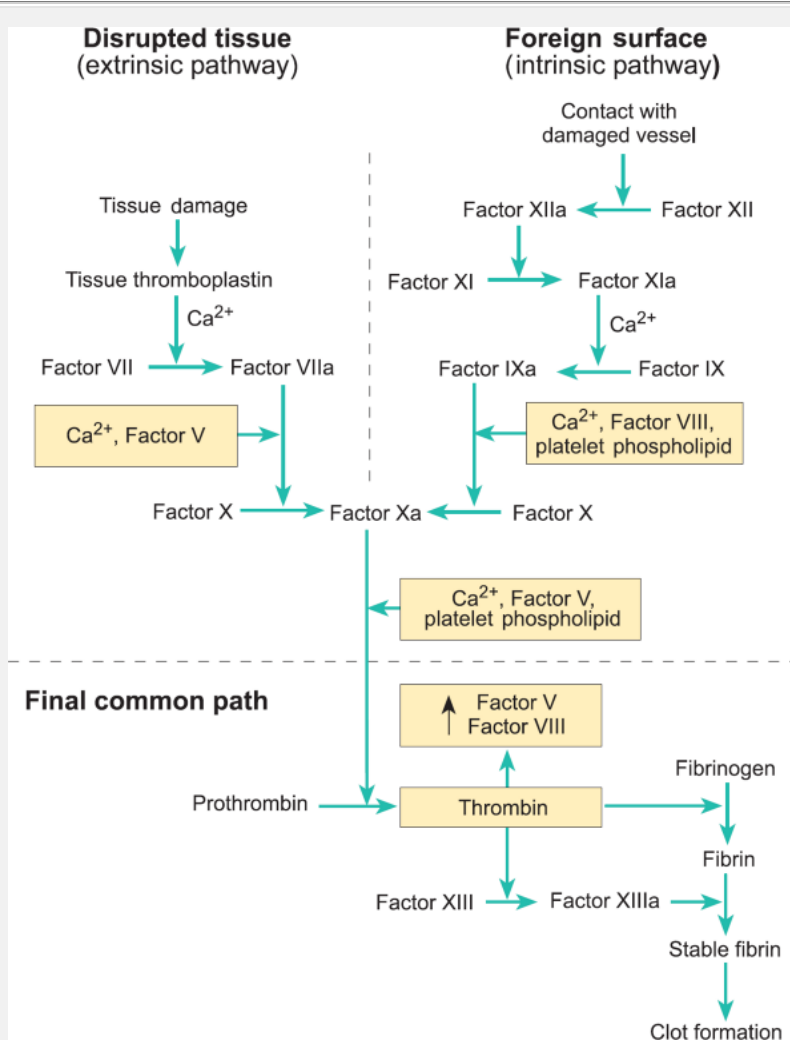 Disrupted tissue
(extrinsic pathway)
Foreign surface
(intrinsic pathway)
Contact with
damaged vessel
Tissue damage
Factor XIIa
Factor XII
Tissue thromboplastin
Factor XI
Factor XIa
Ca2+
Ca2+
Factor VII
Factor VIIa
Factor IXa
Factor IX
Ca2+, Factor V
Ca2+, Factor VIII,
platelet phospholipid
Factor X
Factor Xa
Factor X
Ca2+, Factor V,
platelet phospholipid
Final common path
Factor V
Factor VIII
Fibrinogen
Prothrombin
Thrombin
Fibrin
Factor XIII
Factor XIIIa
Stable fibrin
Clot formation